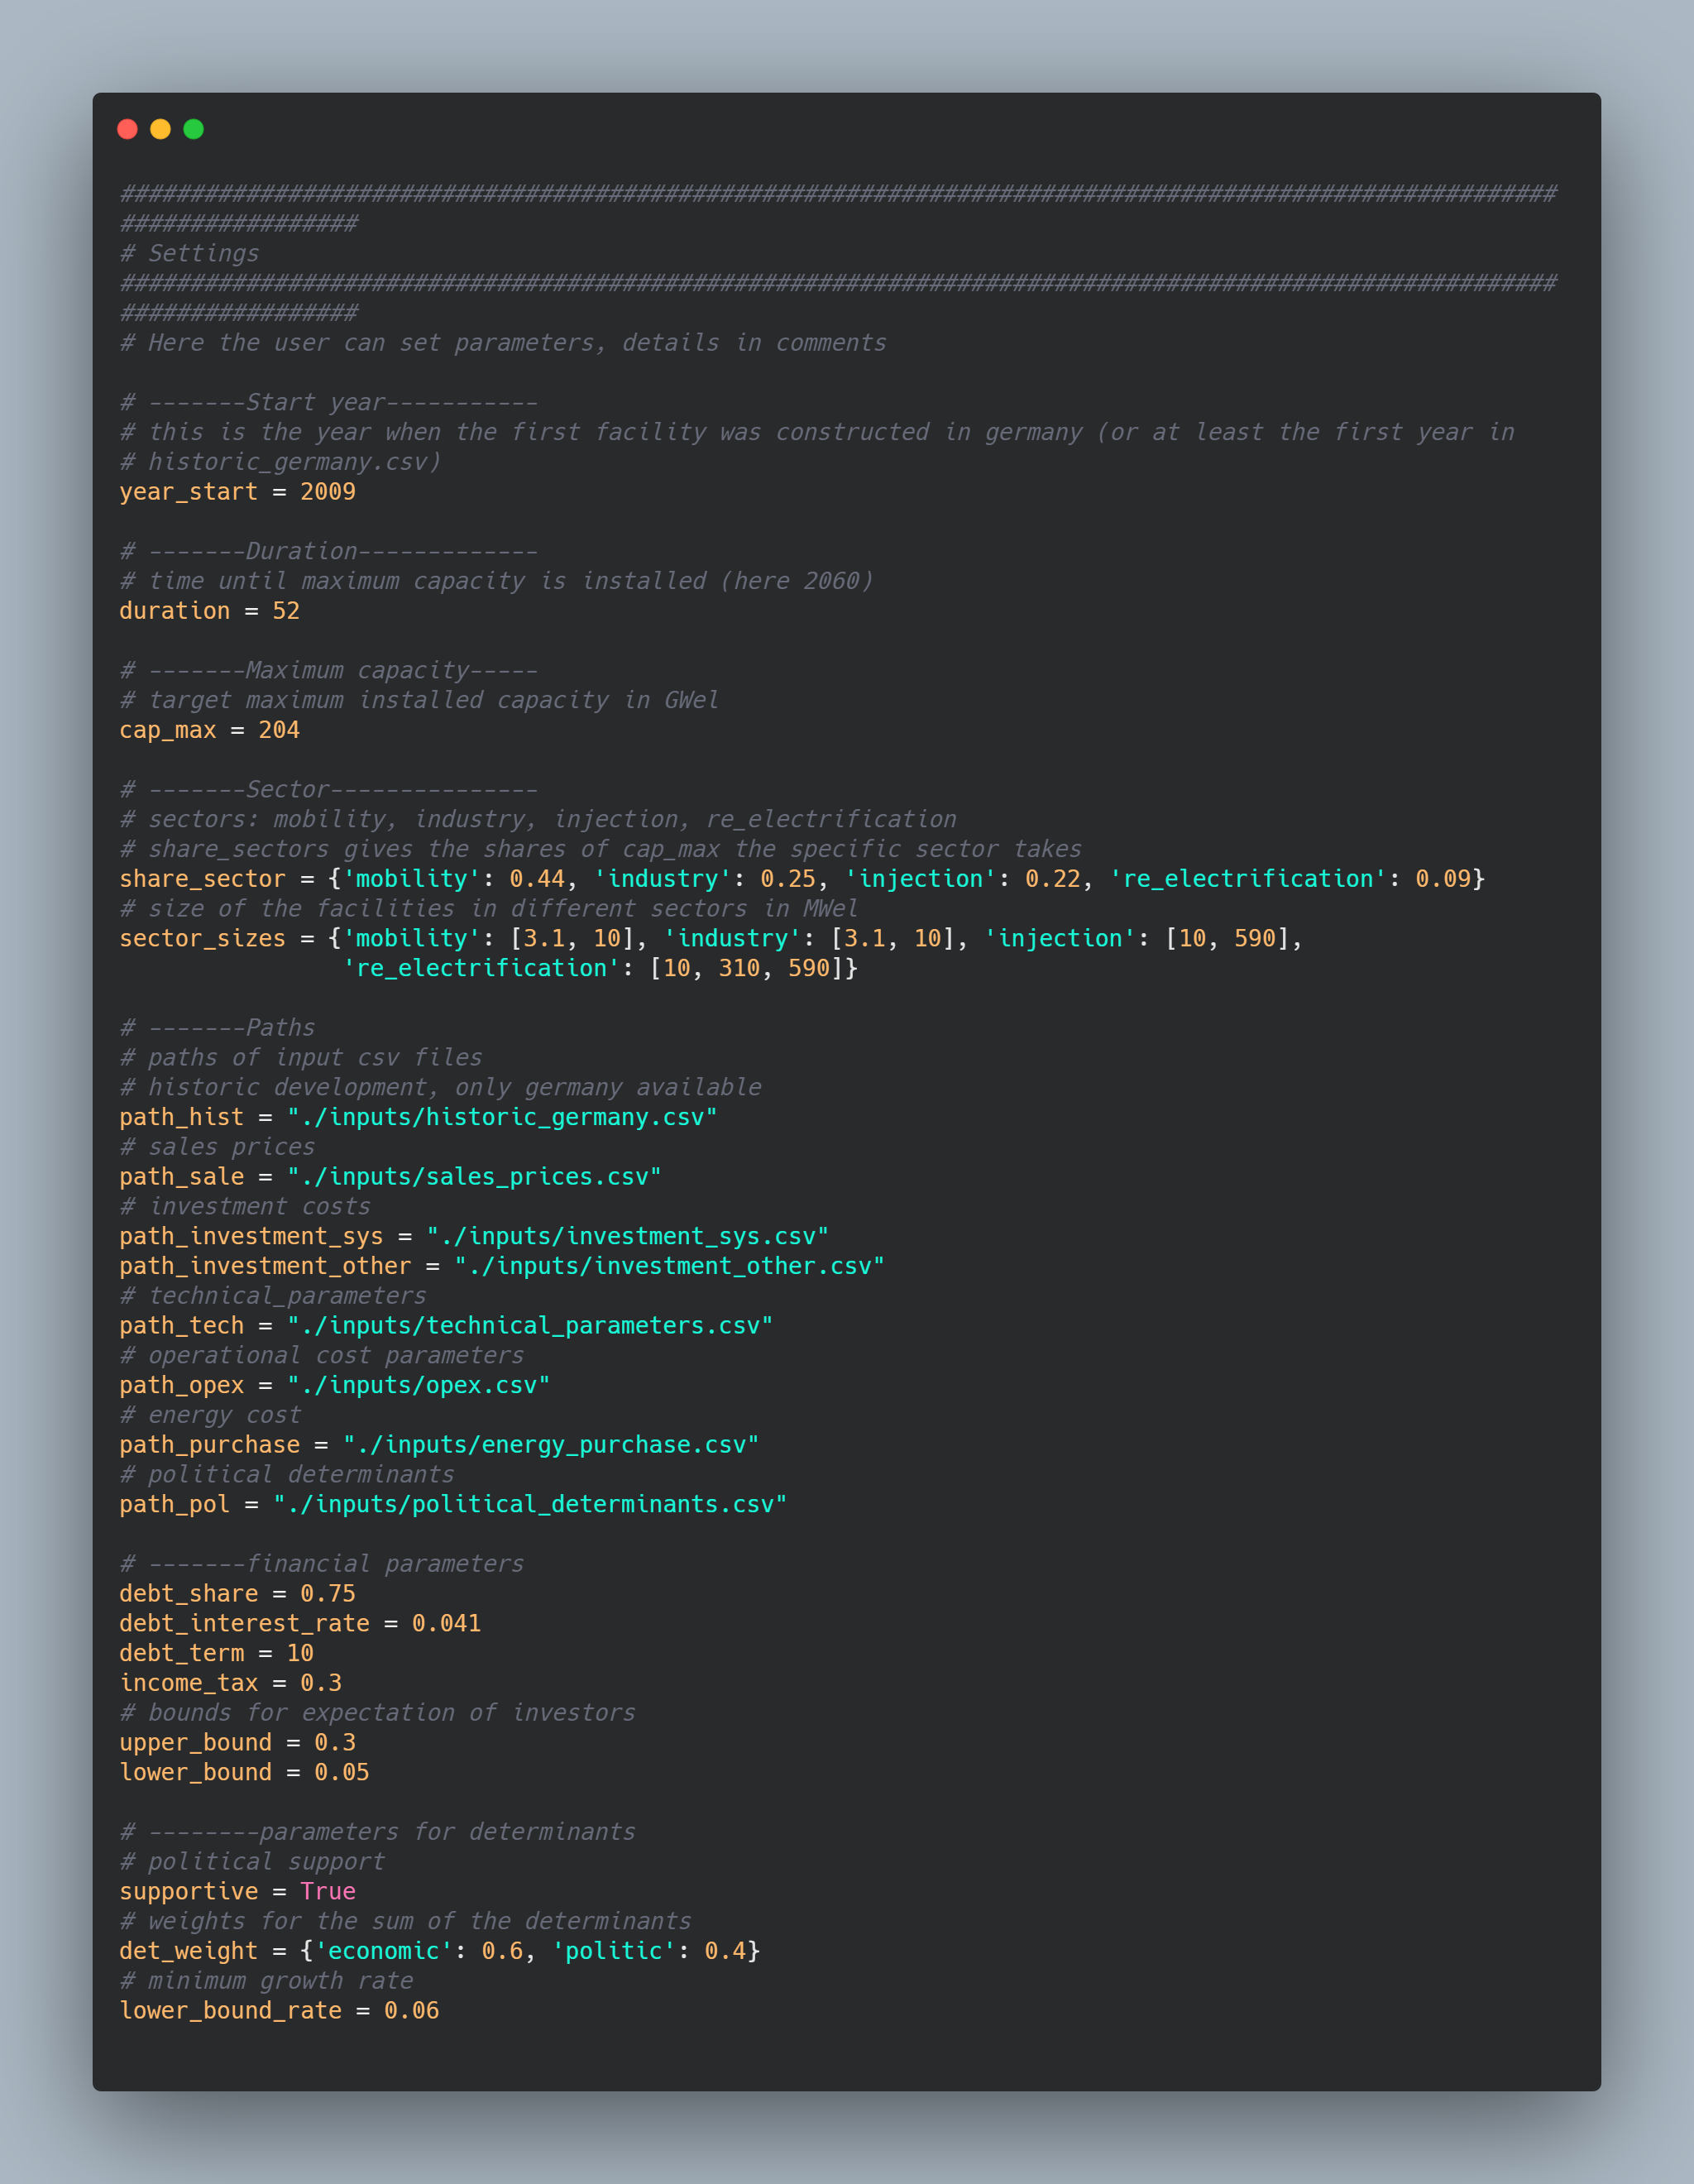 #######################################################################################################
#################
# Settings
#######################################################################################################
#################
# Here the user can set parameters, details in comments
# -------Start year-----------
# this is the year when the first facility was constructed in germany (or at least the first year in
# historic_germany.csv)
year_start = 2009
# -------Duration-------------
# time until maximum capacity is installed (here 2060)
duration = 52
# -------Maximum capacity-----
# target maximum installed capacity in GWel
cap_max = 204
# -------Sector---------------
# sectors: mobility, industry, injection, re_electrification
# share_sectors gives the shares of cap_max the specific sector takes
share_sector = {'mobility': 0.44, 'industry': 0.25, 'injection': 0.22, 're_electrification': 0.09}
# size of the facilities in different sectors in MWel
sector_sizes = {'mobility': [3.1, 10], 'industry': [3.1, 10], 'injection': [10, 590],
                're_electrification': [10, 310, 590]}
# -------Paths
# paths of input csv files
# historic development, only germany available
path_hist = "./inputs/historic_germany.csv"
# sales prices
path_sale = "./inputs/sales_prices.csv"
# investment costs
path_investment_sys = "./inputs/investment_sys.csv"
path_investment_other = "./inputs/investment_other.csv"
# technical_parameters
path_tech = "./inputs/technical_parameters.csv"
# operational cost parameters
path_opex = "./inputs/opex.csv"
# energy cost
path_purchase = "./inputs/energy_purchase.csv"
# political determinants
path_pol = "./inputs/political_determinants.csv"
# -------financial parameters
debt_share = 0.75
debt_interest_rate = 0.041
debt_term = 10
income_tax = 0.3
# bounds for expectation of investors
upper_bound = 0.3
lower_bound = 0.05
# --------parameters for determinants
# political support
supportive = True
# weights for the sum of the determinants
det_weight = {'economic': 0.6, 'politic': 0.4}
# minimum growth rate
lower_bound_rate = 0.06